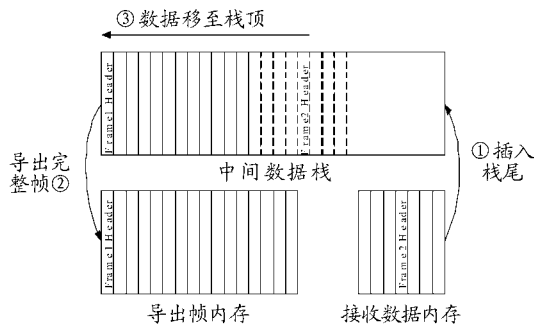 ③数据移至栈顶
Frame1 Header
Frame2 Header
导出完
整帧②
中间数据栈
①插入
栈尾
Frame1 Header
Frame2 Header
导出帧内存
接收数据内存